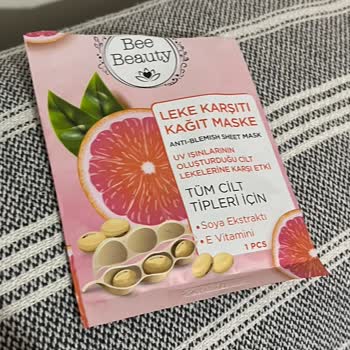 Bee
Beauty
LEKE KARŞITI
KAĞIT MASKE
ANTI-BLEMISH SHEET MASK
UV IŞINLARININ
OLUŞTURDUĞU CİLT
LEKELERİNE KARŞI ETKİ
TÜM CİLT
TİPLERİ İÇİN
• Soya Ekstraktı
• E Vitamini
1 PCS